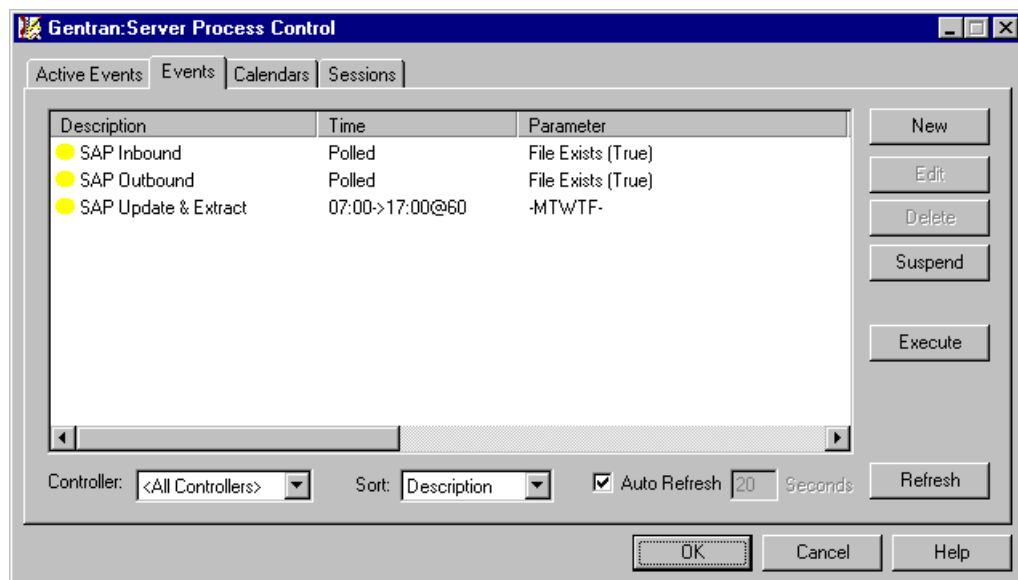 Gentran:Server Process Control
Active Events Events Calendars Sessions
Description Time Parameter
SAP Inbound Polled File Exists (True)
SAP Outbound Polled File Exists (True)
SAP Update & Extract 07:00->17:00@60 -MTWTF-
New
Edit
Delete
Suspend
Execute
Controller: <All Controllers> Sort: Description Auto Refresh 20 Seconds Refresh
OK Cancel Help